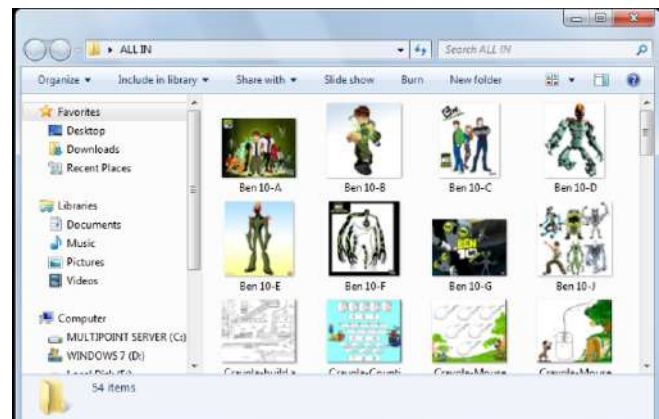 ALL IN
Search ALL IN
Organize
Include in library
Share with
Slide show
Burn
New folder
Favorites
Desktop
Downloads
Recent Places
Libraries
Documents
Music
Pictures
Videos
Computer
MULTIPOINT SERVER (C:)
WINDOWS 7 (D:)
Ben 10-A
Ben 10-B
Ben 10-C
Ben 10-D
Ben 10-E
Ben 10-F
BEN
10
Ben 10-G
Ben 10-J
54 items